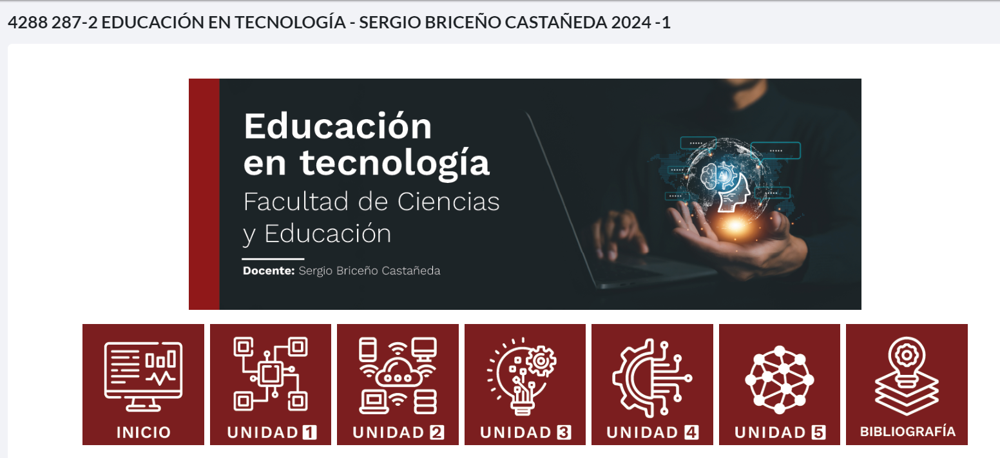 4288 287-2 EDUCACIÓN EN TECNOLOGÍA - SERGIO BRICEÑO CASTAÑEDA 2024 -1
Educación
en tecnología
Facultad de Ciencias
y Educación
Docente: Sergio Briceño Castañeda
AI
INICIO
UNIDAD 1
UNIDAD 2
UNIDAD 3
UNIDAD 4
UNIDAD 5
BIBLIOGRAFÍA